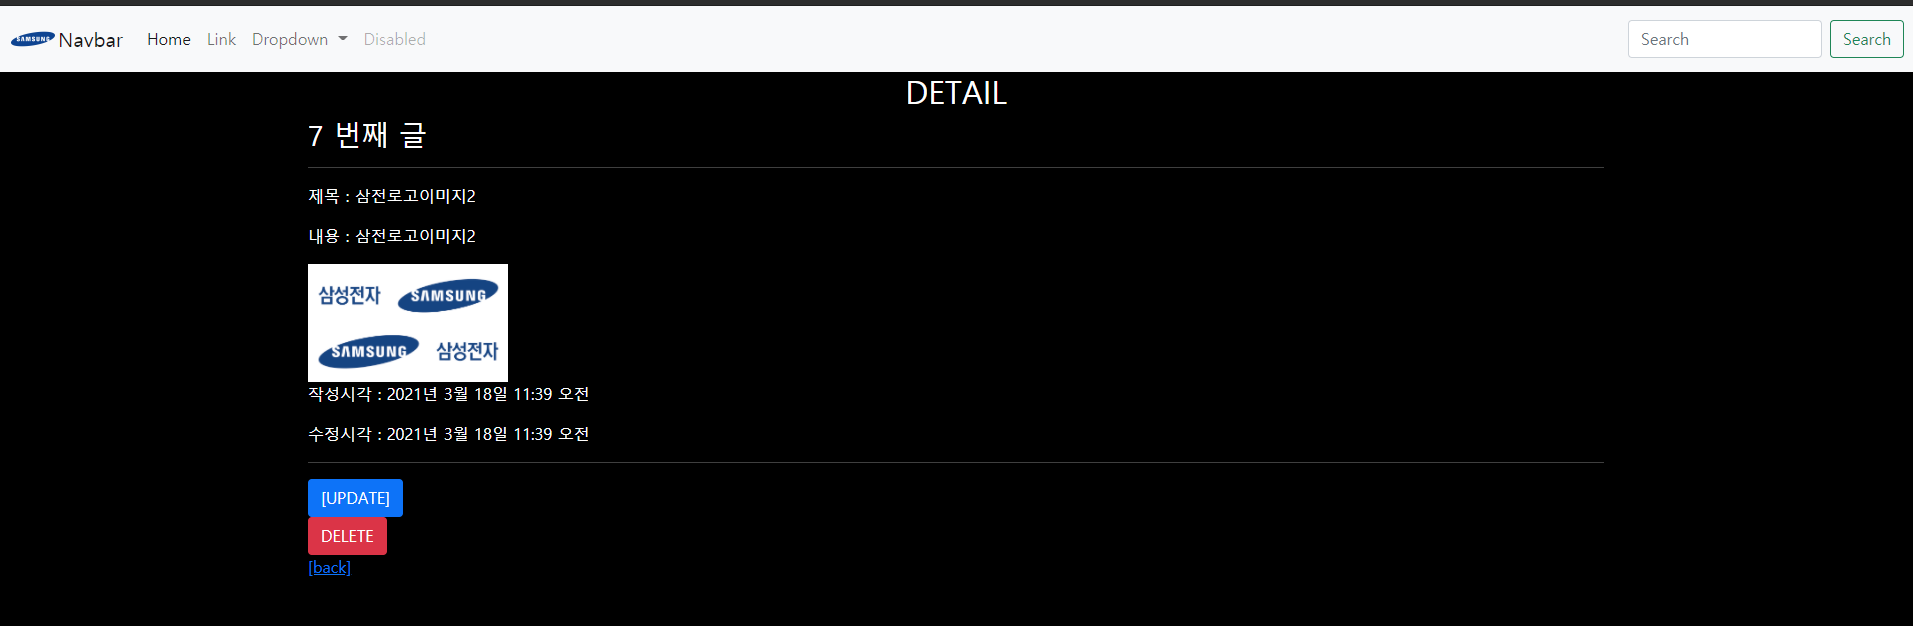 SAMSUNG Navbar Home Link Dropdown Disabled Search Search
DETAIL
7 번째 글
제목 : 삼전로고이미지2
내용 : 삼전로고이미지2
삼성전자 SAMSUNG
SAMSUNG 삼성전자
작성시각 : 2021년 3월 18일 11:39 오전
수정시각 : 2021년 3월 18일 11:39 오전
[UPDATE]
DELETE
[back]